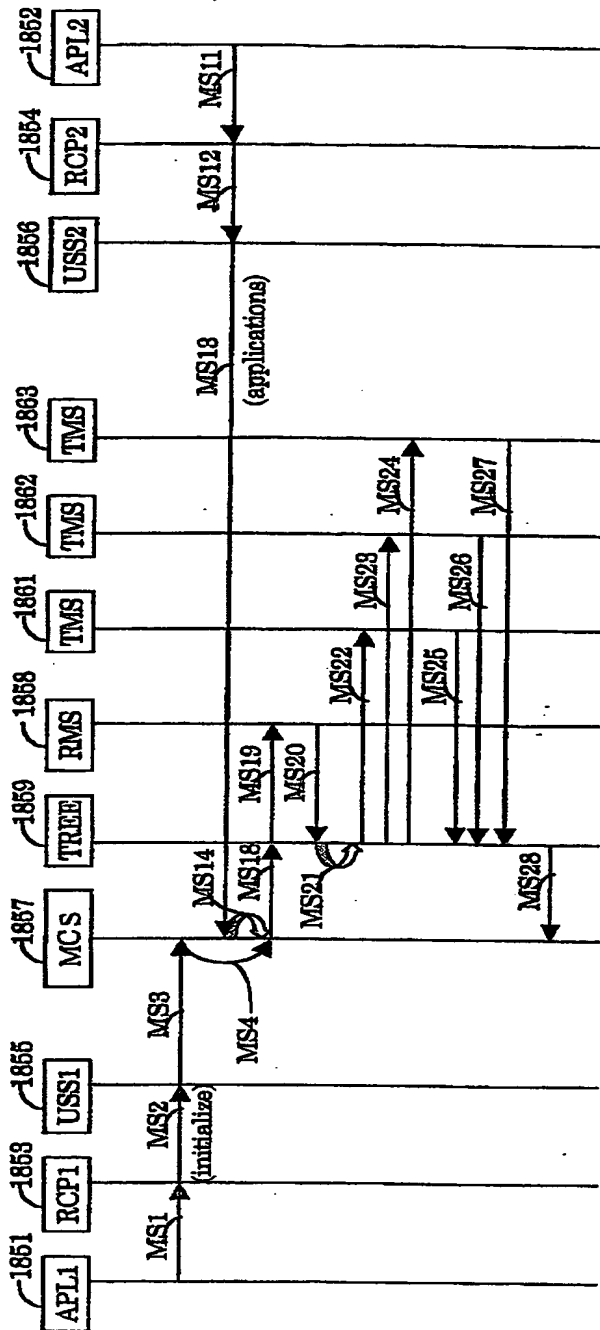 1851
APL1
1853
RCP1
1855
USS1
1857
MCS
1859
TREE
1858
RMS
1861
TMS
1862
TMS
1863
TMS
1856
USS2
1854
RCP2
1852
APL2
MS1
MS2
(initialize)
MS3
MS4
MS11
MS12
MS13
(applications)
MS14
MS18
MS19
MS20
MS21
MS22
MS23
MS24
MS25
MS26
MS27
MS28